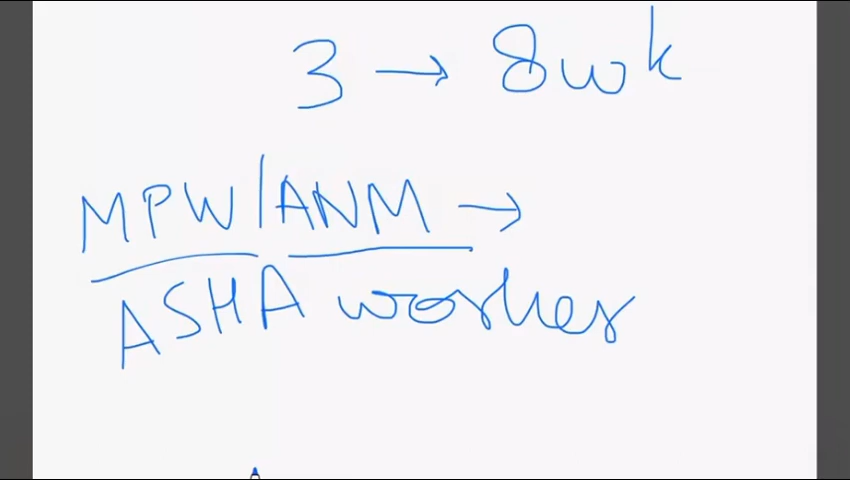 3 → 8wk
MPW/ANM →
ASHA worker